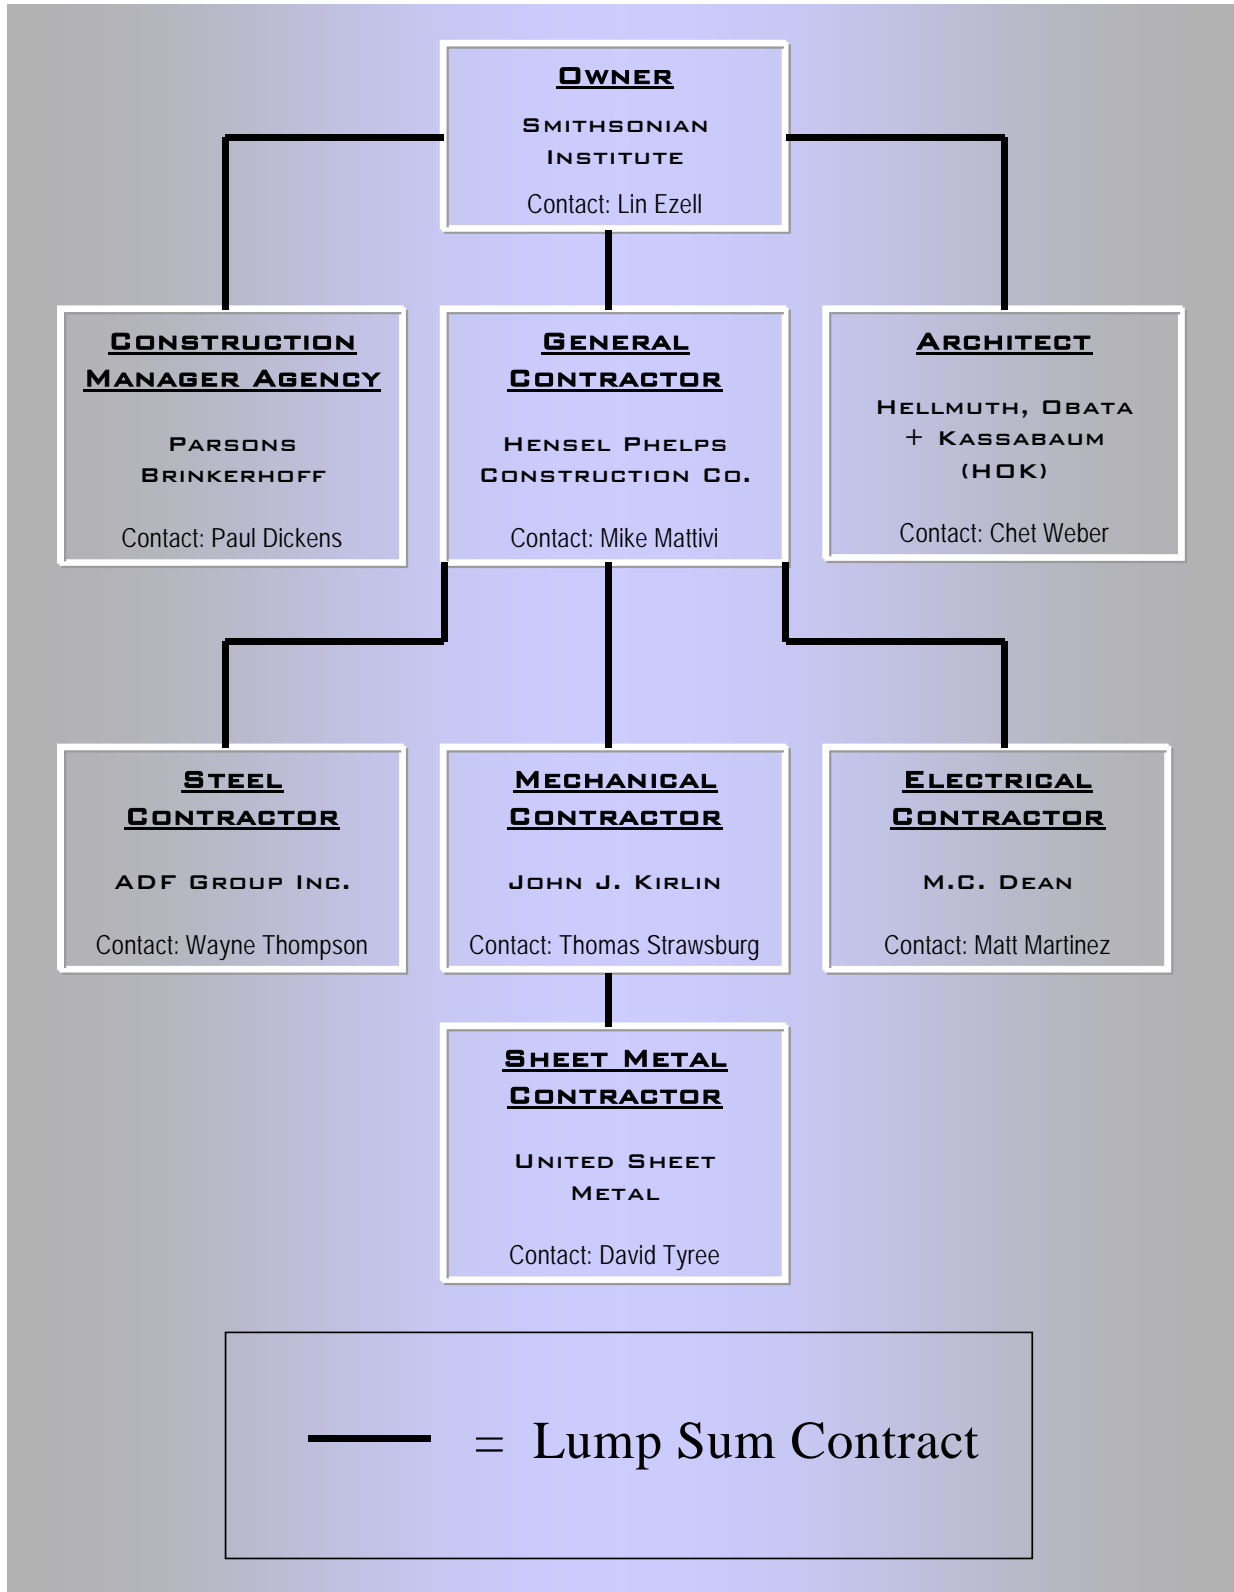 OWNER
SMITHSONIAN
INSTITUTE
Contact: Lin Ezell
CONSTRUCTION
MANAGER AGENCY
PARSONS
BRINKERHOFF
Contact: Paul Dickens
GENERAL
CONTRACTOR
HENSEL PHELPS
CONSTRUCTION CO.
Contact: Mike Mattivi
ARCHITECT
HELLMUTH, OBATA
+ KASSABAUM
(HOK)
Contact: Chet Weber
STEEL
CONTRACTOR
ADF GROUP INC.
Contact: Wayne Thompson
MECHANICAL
CONTRACTOR
JOHN J. KIRLIN
Contact: Thomas Strawsburg
ELECTRICAL
CONTRACTOR
M.C. DEAN
Contact: Matt Martinez
SHEET METAL
CONTRACTOR
UNITED SHEET
METAL
Contact: David Tyree
= Lump Sum Contract